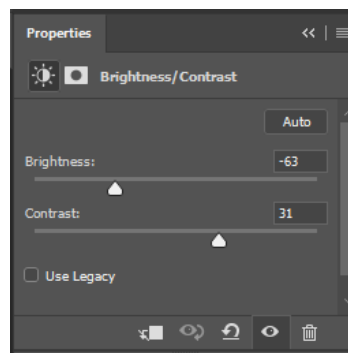 Properties
Brightness/Contrast
Auto
Brightness: -63
Contrast: 31
Use Legacy